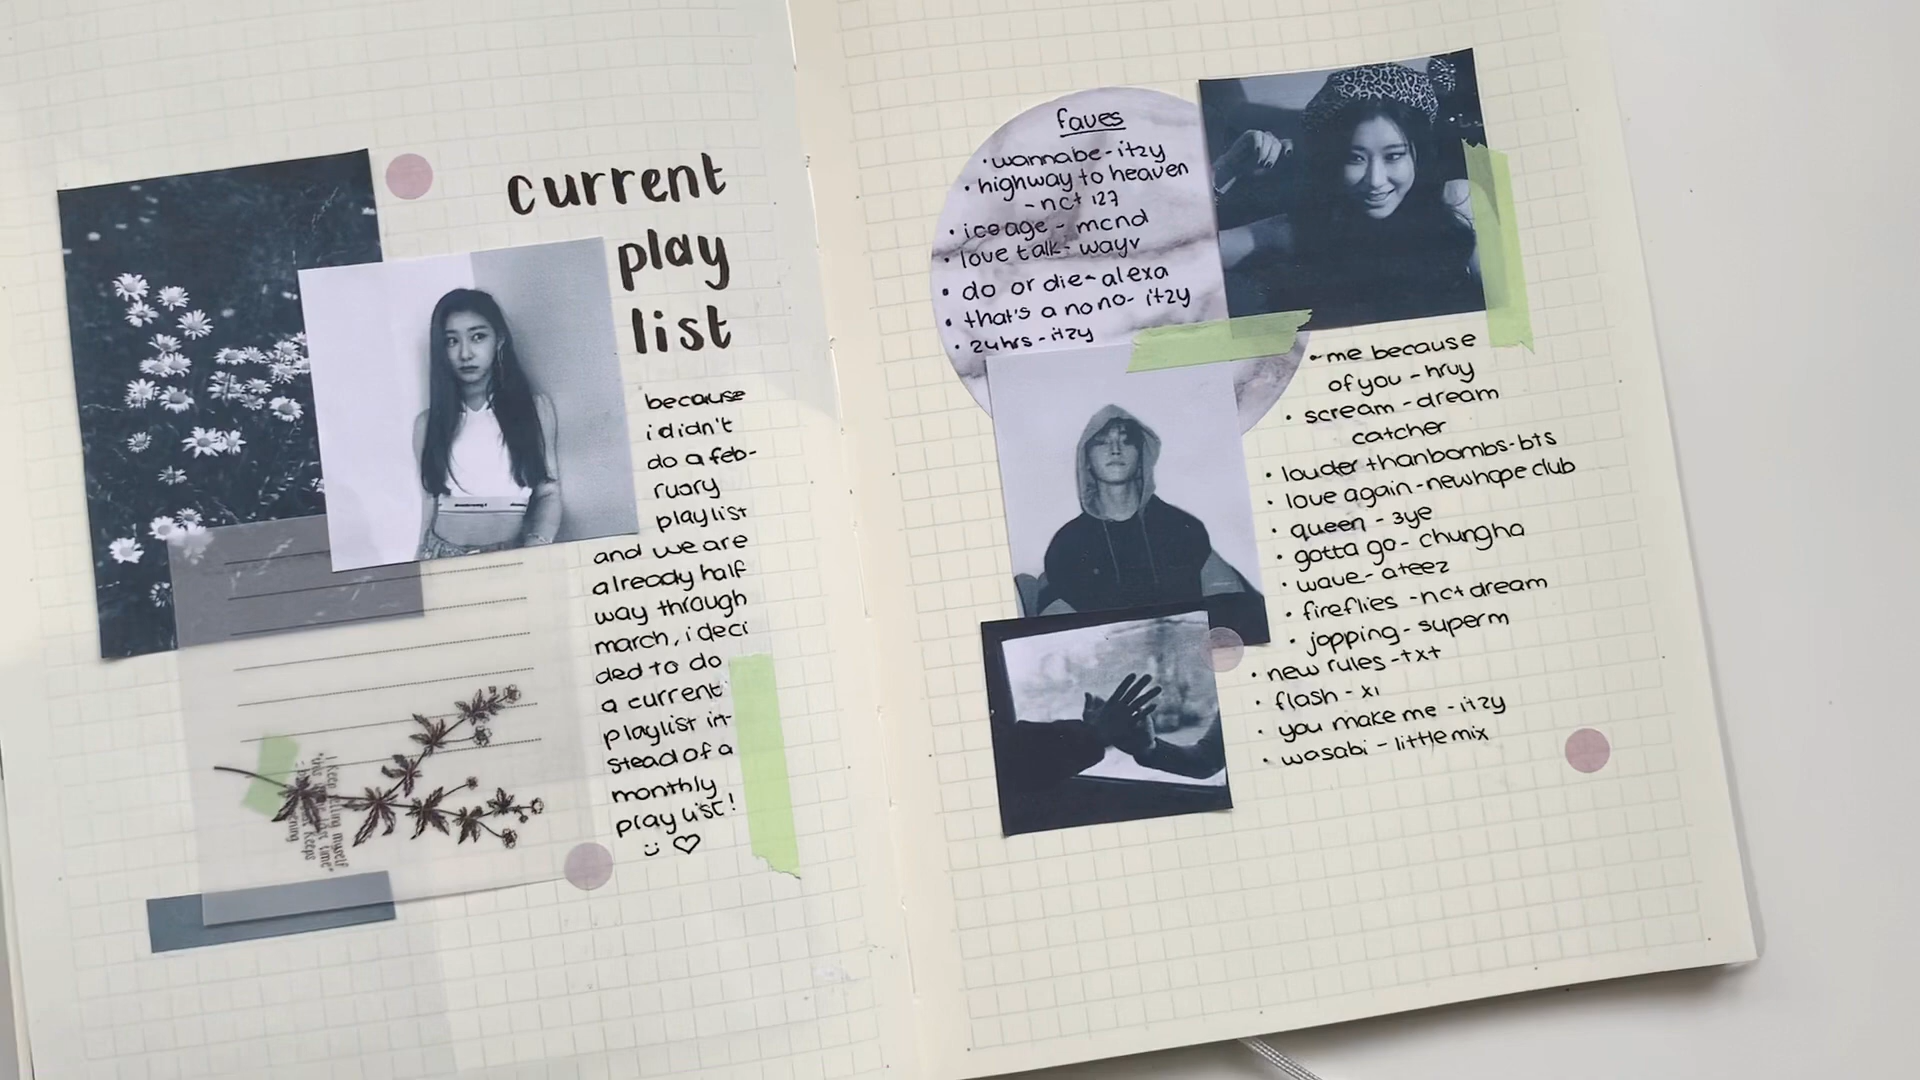 current
play
list
because
i didn't
do a feb-
ruary
playlist
and we are
already half
way through
march, i deci
ded to do
a current
playlist in-
stead of a
monthly
playlist!
faves
• wannabe - itzy
• highway to heaven
- nct 127
• ice age - mcnd
• love talk - wayv
• do or die - alexa
• that's a no no - itzy
• 24hrs - itzy
• me because
of you - hrvy
• scream - dream
catcher
• louder than bombs - bts
• love again - new hope club
• queen - 3ye
• gotta go - chungha
• wave - ateez
• fireflies - nct dream
• jopping - superm
• new rules - txt
• flash - x1
• you make me - itzy
• wasabi - little mix